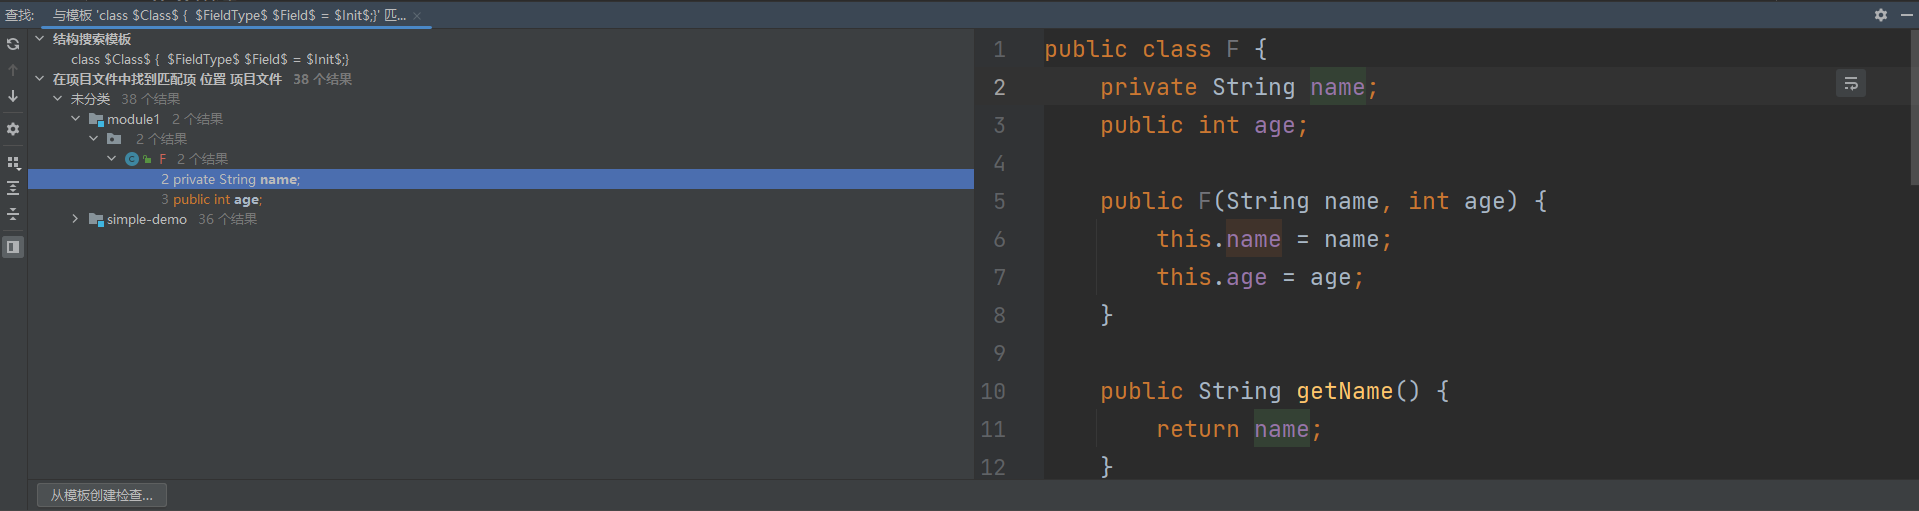 查找: 与模板 'class $Class$ {  $FieldType$ $Field$ = $Init$;}' 匹...
结构搜索模板
class $Class$ {  $FieldType$ $Field$ = $Init$;}
在项目文件中找到匹配项 位置 项目文件 38 个结果
未分类 38 个结果
module1 2 个结果
2 个结果
F 2 个结果
2 private String name;
3 public int age;
simple-demo 36 个结果
从模板创建检查...
1 public class F {
2 private String name;
3 public int age;
4
5 public F(String name, int age) {
6 this.name = name;
7 this.age = age;
8 }
9
10 public String getName() {
11 return name;
12 }